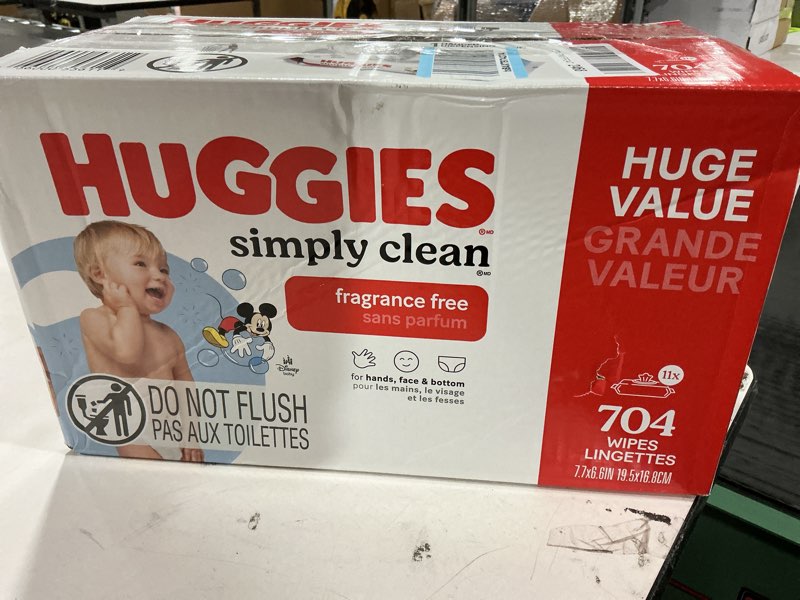 HUGGIES
simply clean
fragrance free
sans parfum
for hands, face & bottom
pour les mains, le visage
et les fesses
Disney
baby
DO NOT FLUSH
PAS AUX TOILETTES
HUGE
VALUE
GRANDE
VALEUR
11x
704
WIPES
LINGETTES
7.7x6.6IN 19.5x16.8CM